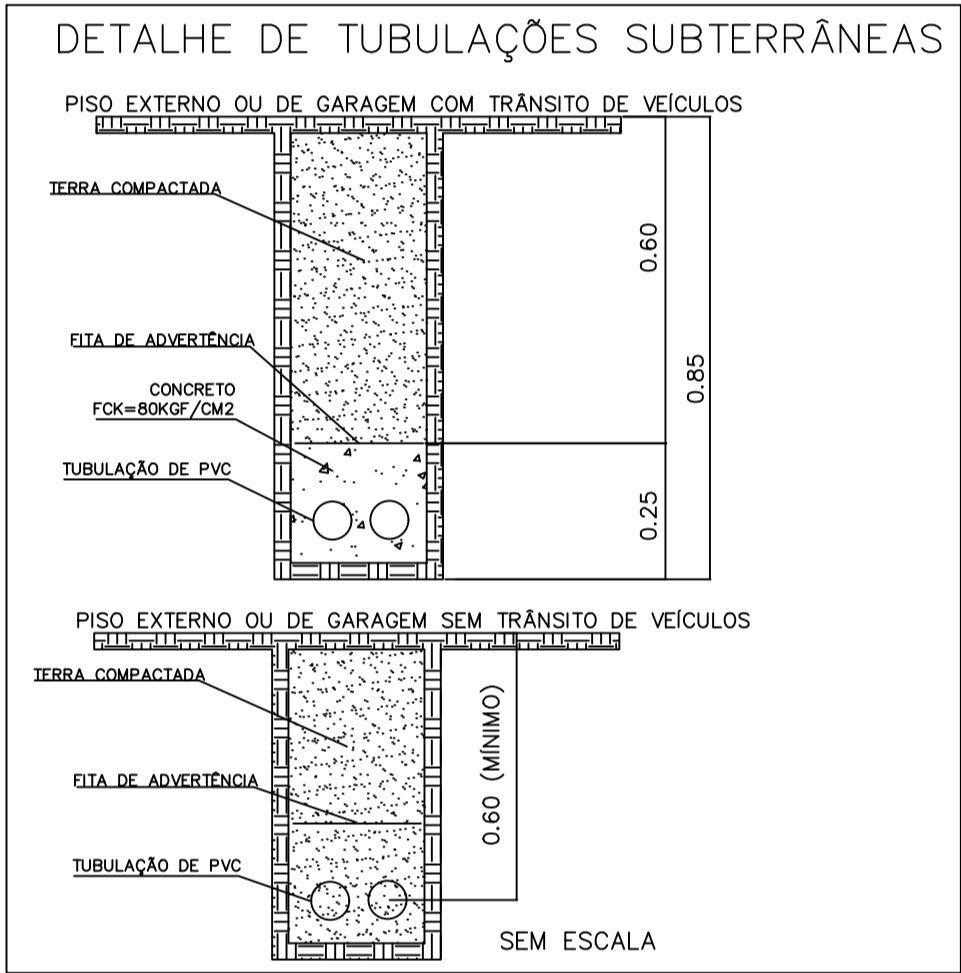 DETALHE DE TUBULAÇÕES SUBTERRÂNEAS
PISO EXTERNO OU DE GARAGEM COM TRÂNSITO DE VEÍCULOS
TERRA COMPACTADA
0.60
FITA DE ADVERTÊNCIA
0.85
CONCRETO
FCK=80KGF/CM2
TUBULAÇÃO DE PVC
0.25
PISO EXTERNO OU DE GARAGEM SEM TRÂNSITO DE VEÍCULOS
TERRA COMPACTADA
0.60 (MÍNIMO)
FITA DE ADVERTÊNCIA
TUBULAÇÃO DE PVC
SEM ESCALA